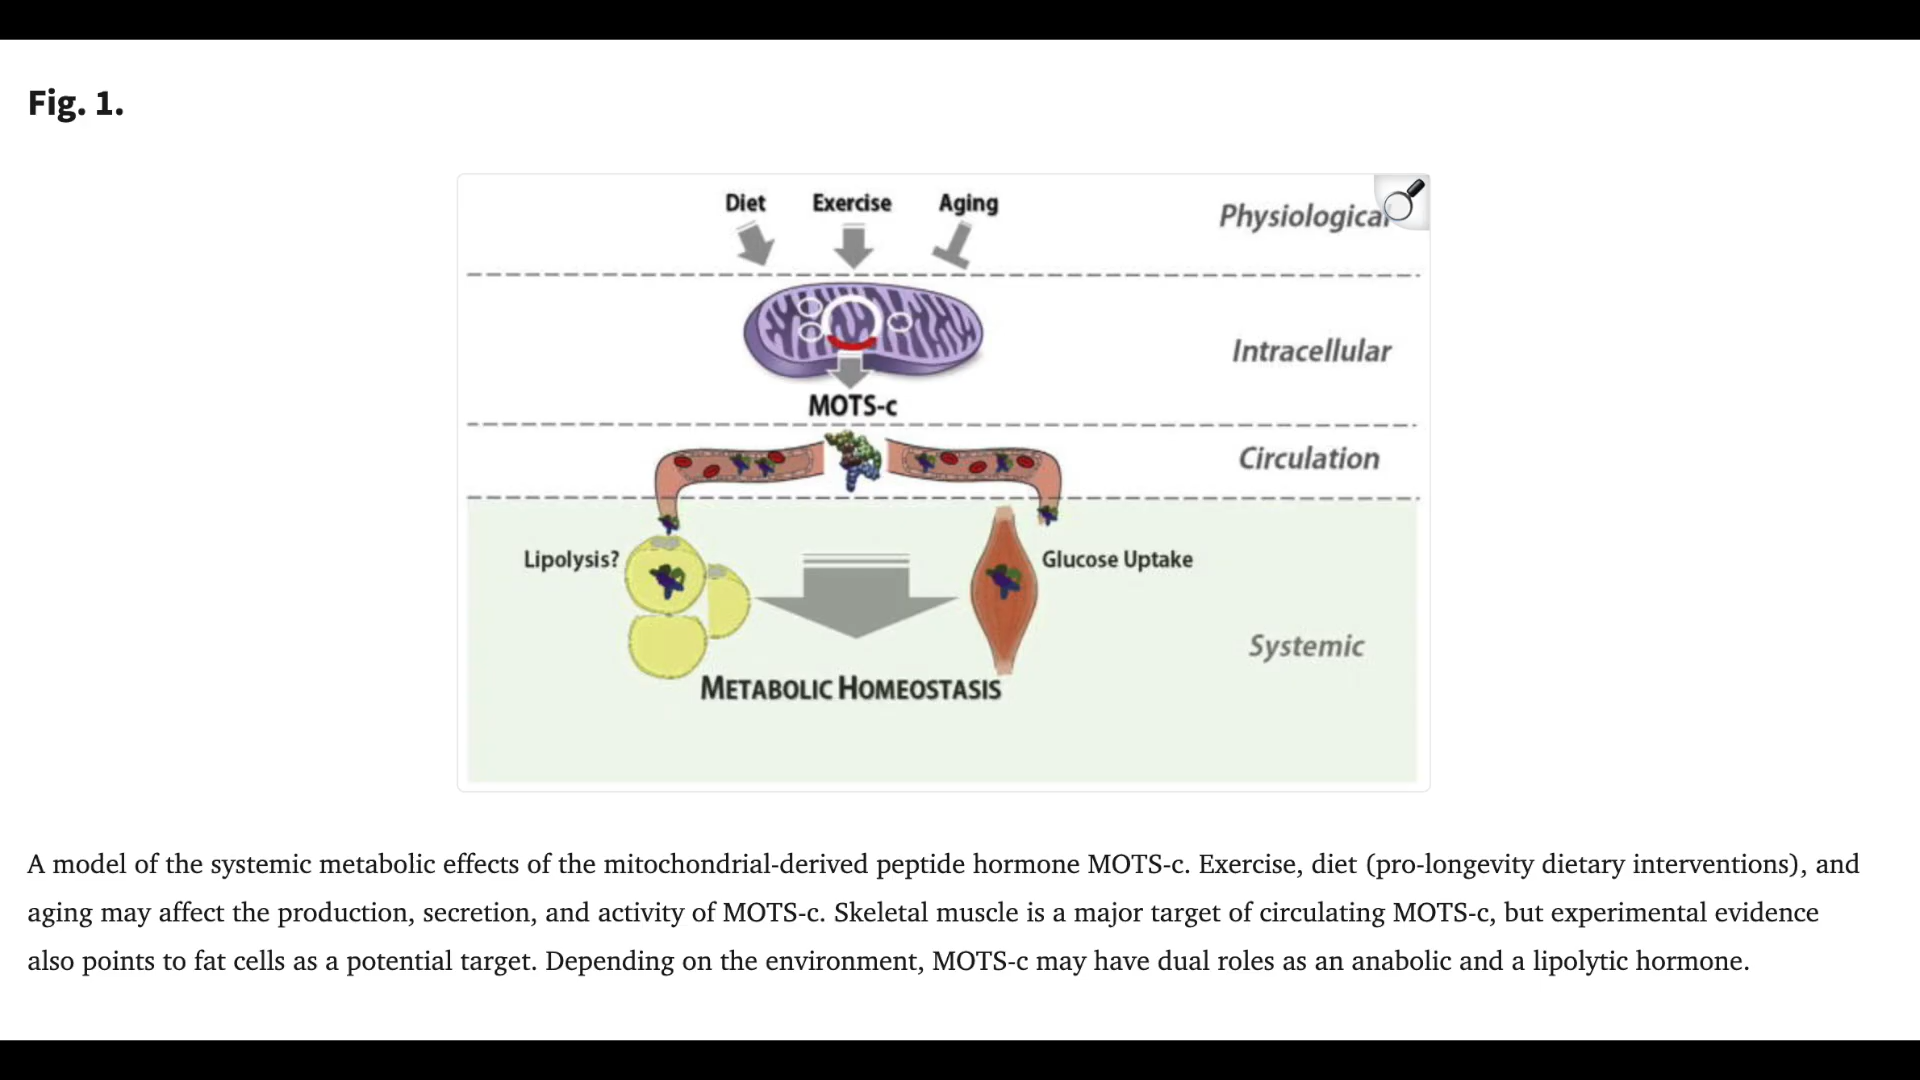 Fig. 1.
Diet Exercise Aging
Physiological
Intracellular
MOTS-c
Circulation
Lipolysis?
Glucose Uptake
Systemic
METABOLIC HOMEOSTASIS
A model of the systemic metabolic effects of the mitochondrial-derived peptide hormone MOTS-c. Exercise, diet (pro-longevity dietary interventions), and
aging may affect the production, secretion, and activity of MOTS-c. Skeletal muscle is a major target of circulating MOTS-c, but experimental evidence
also points to fat cells as a potential target. Depending on the environment, MOTS-c may have dual roles as an anabolic and a lipolytic hormone.